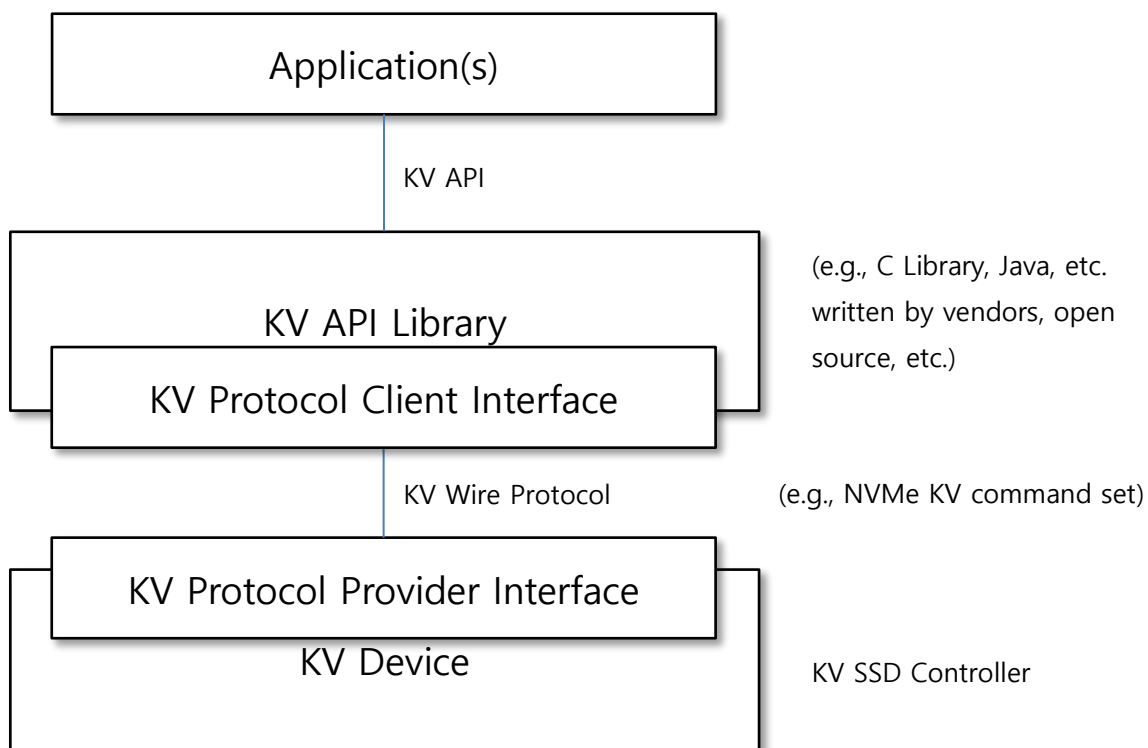 Application(s)
KV API
KV API Library
(e.g., C Library, Java, etc.
written by vendors, open
source, etc.)
KV Protocol Client Interface
KV Wire Protocol
(e.g., NVMe KV command set)
KV Protocol Provider Interface
KV Device
KV SSD Controller